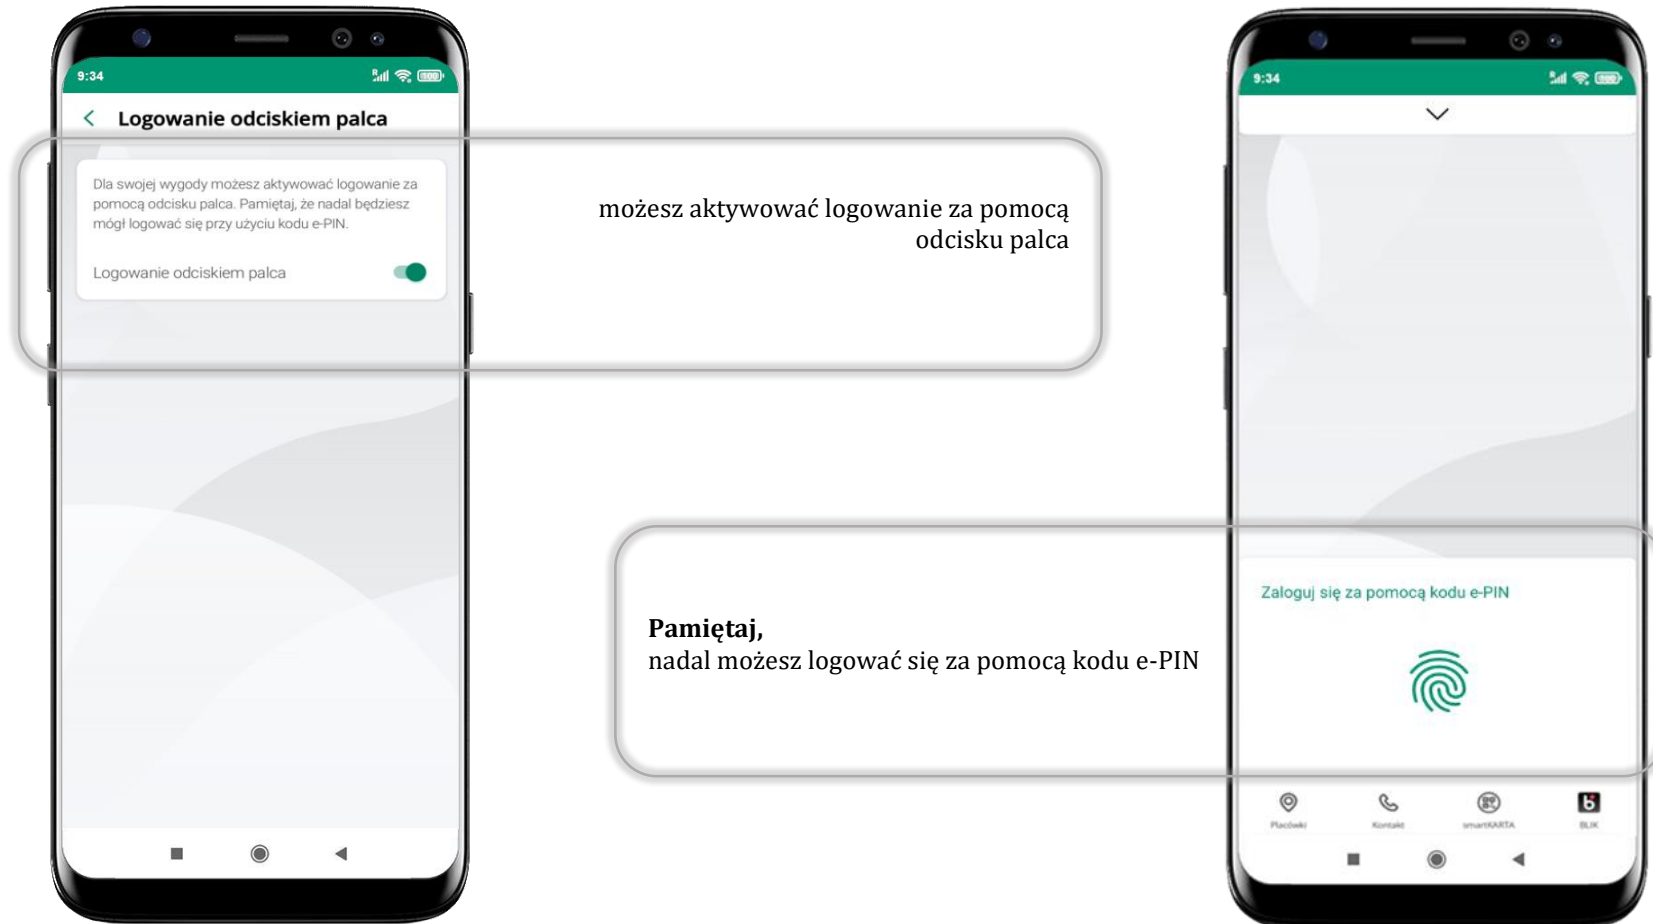 9:34
Logowanie odciskiem palca
Dla swojej wygody możesz aktywować logowanie za
pomocą odcisku palca. Pamiętaj, że nadal będziesz
mógł logować się przy użyciu kodu e-PIN.
Logowanie odciskiem palca
możesz aktywować logowanie za pomocą
odcisku palca
Pamiętaj,
nadal możesz logować się za pomocą kodu e-PIN
9:34
Zaloguj się za pomocą kodu e-PIN
Placówki
Kontakt
smartKARTA
BLIK